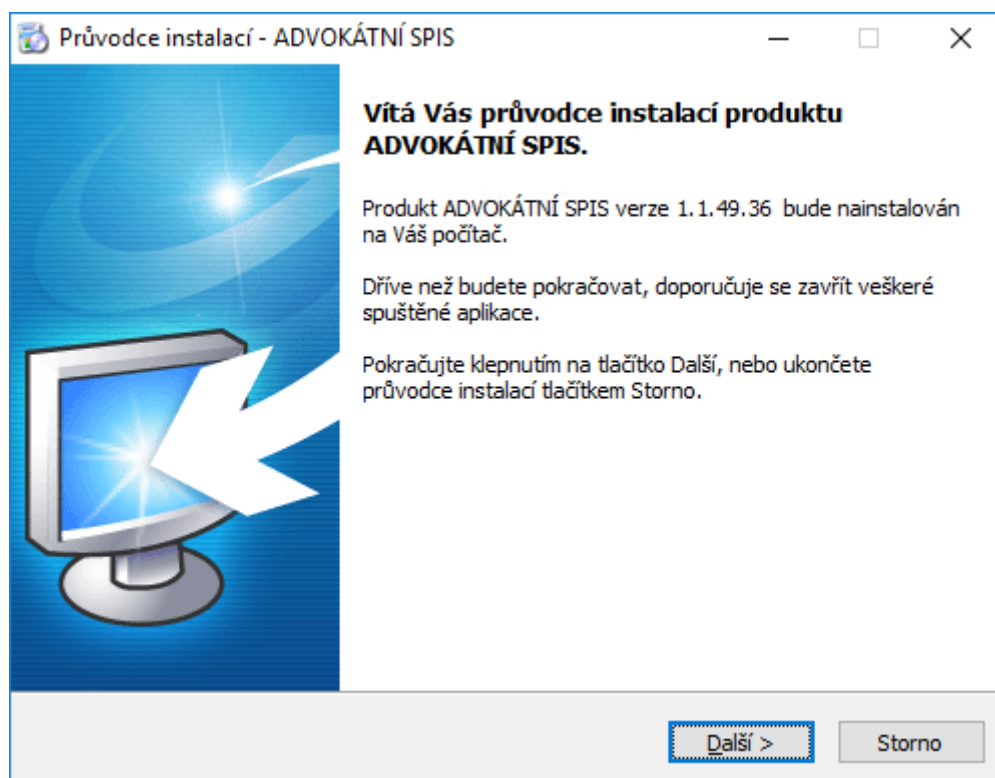 Průvodce instalací - ADVOKÁTNÍ SPIS
Vítá Vás průvodce instalací produktu
ADVOKÁTNÍ SPIS.
Produkt ADVOKÁTNÍ SPIS verze 1.1.49.36 bude nainstalován
na Váš počítač.
Dříve než budete pokračovat, doporučuje se zavřít veškeré
spuštěné aplikace.
Pokračujte klepnutím na tlačítko Další, nebo ukončete
průvodce instalací tlačítkem Storno.
Další >
Storno